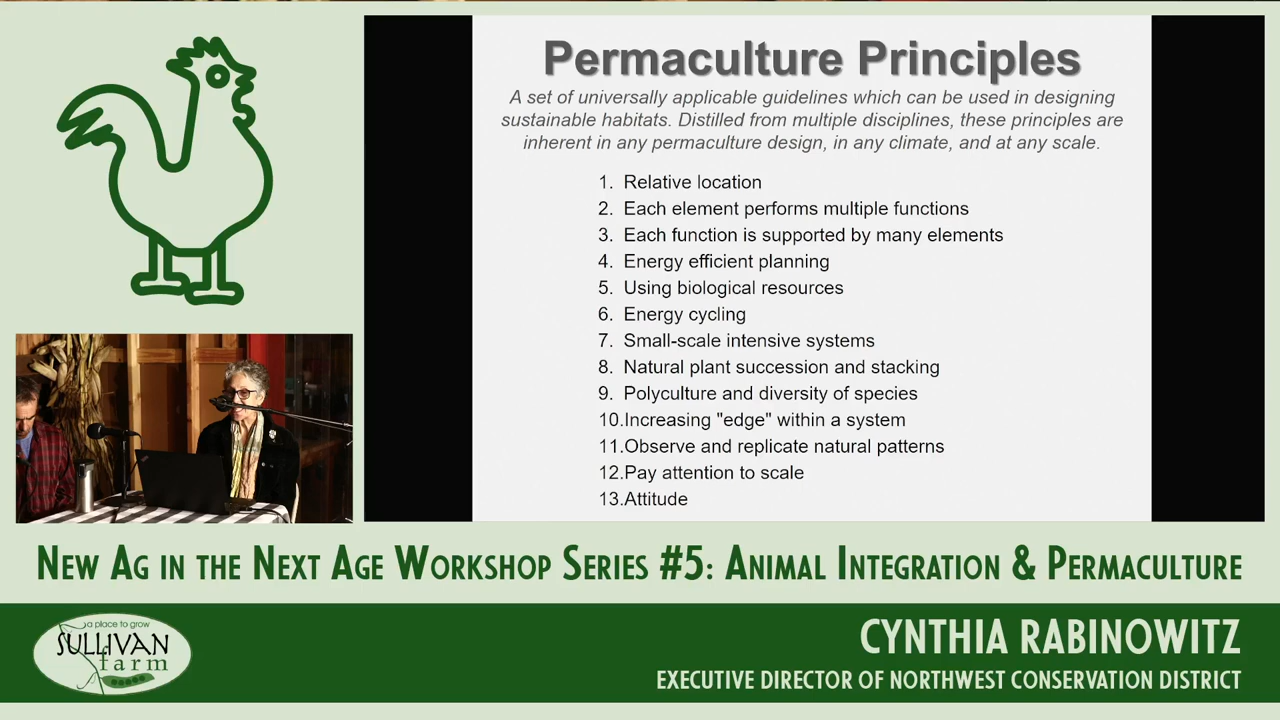 Permaculture Principles
A set of universally applicable guidelines which can be used in designing
sustainable habitats. Distilled from multiple disciplines, these principles are
inherent in any permaculture design, in any climate, and at any scale.
1. Relative location
2. Each element performs multiple functions
3. Each function is supported by many elements
4. Energy efficient planning
5. Using biological resources
6. Energy cycling
7. Small-scale intensive systems
8. Natural plant succession and stacking
9. Polyculture and diversity of species
10.Increasing "edge" within a system
11.Observe and replicate natural patterns
12.Pay attention to scale
13.Attitude
NEW AG IN THE NEXT AGE WORKSHOP SERIES #5: ANIMAL INTEGRATION & PERMACULTURE
a place to grow
SULLIVAN
farm
CYNTHIA RABINOWITZ
EXECUTIVE DIRECTOR OF NORTHWEST CONSERVATION DISTRICT